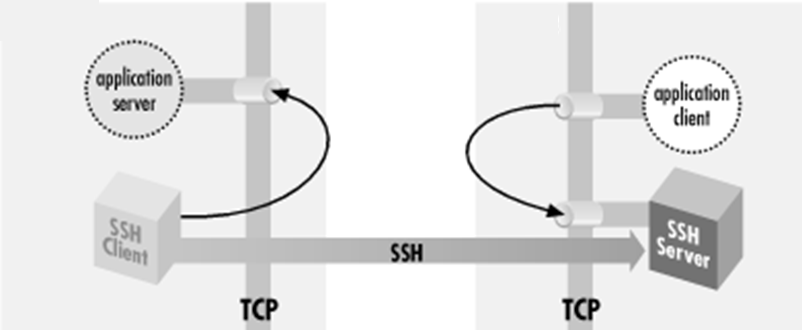 application
server
application
client
SSH
Client
SSH
SSH
Server
TCP
TCP